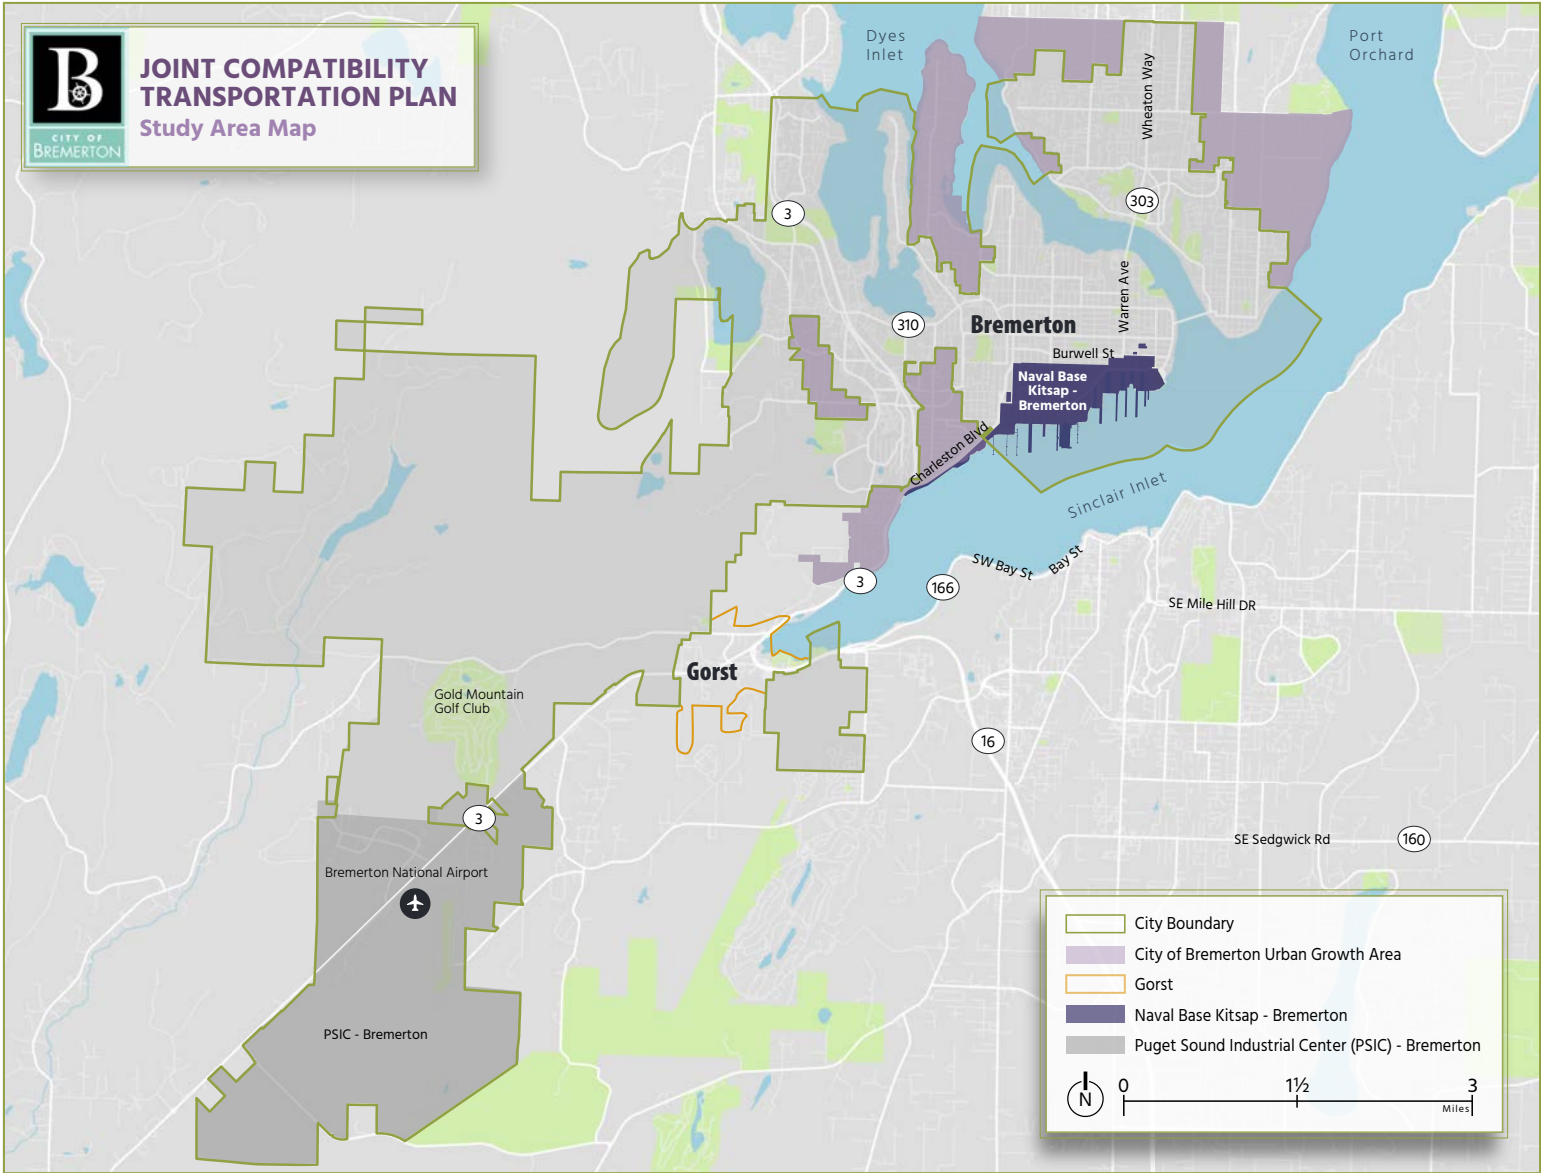 B
CITY OF
BREMERTON
JOINT COMPATIBILITY
TRANSPORTATION PLAN
Study Area Map
Dyes
Inlet
Port
Orchard
Wheaton Way
3
303
Warren Ave
310
Bremerton
Burwell St
Naval Base
Kitsap -
Bremerton
Charleston Blvd
Sinclair Inlet
SW Bay St
Bay St
3
166
SE Mile Hill DR
Gorst
Gold Mountain
Golf Club
16
3
SE Sedgwick Rd
160
Bremerton National Airport
PSIC - Bremerton
City Boundary
City of Bremerton Urban Growth Area
Gorst
Naval Base Kitsap - Bremerton
Puget Sound Industrial Center (PSIC) - Bremerton
N
0 1½ 3
Miles